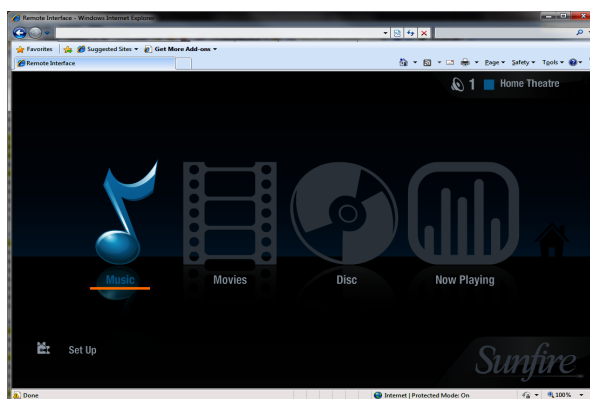 Remote Interface - Windows Internet Explorer
Favorites Suggested Sites Get More Add-ons
Remote Interface Page Safety Tools
1 Home Theatre
Music Movies Disc Now Playing
Set Up
Sunfire
Done Internet | Protected Mode: On 100%